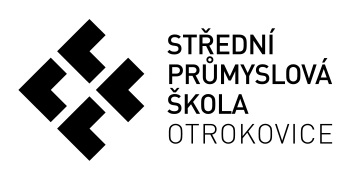 STŘEDNÍ
PRŮMYSLOVÁ
ŠKOLA
OTROKOVICE